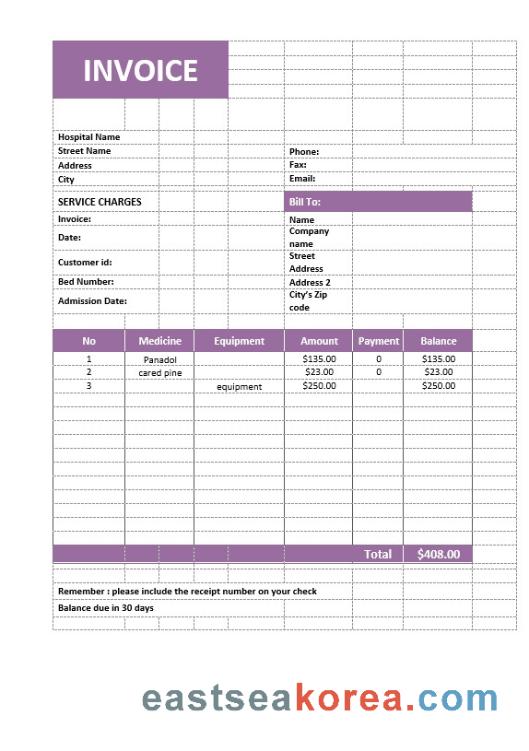 INVOICE
Hospital Name
Street Name Phone:
Address Fax:
City Email:
SERVICE CHARGES Bill To:
Invoice: Name
Date: Company name
Customer id: Street Address
Bed Number: Address 2
Admission Date: City's Zip code
No Medicine Equipment Amount Payment Balance
1 Panadol $135.00 0 $135.00
2 cared pine $23.00 0 $23.00
3 equipment $250.00 $250.00
Total $408.00
Remember : please include the receipt number on your check
Balance due in 30 days
eastseakorea.com